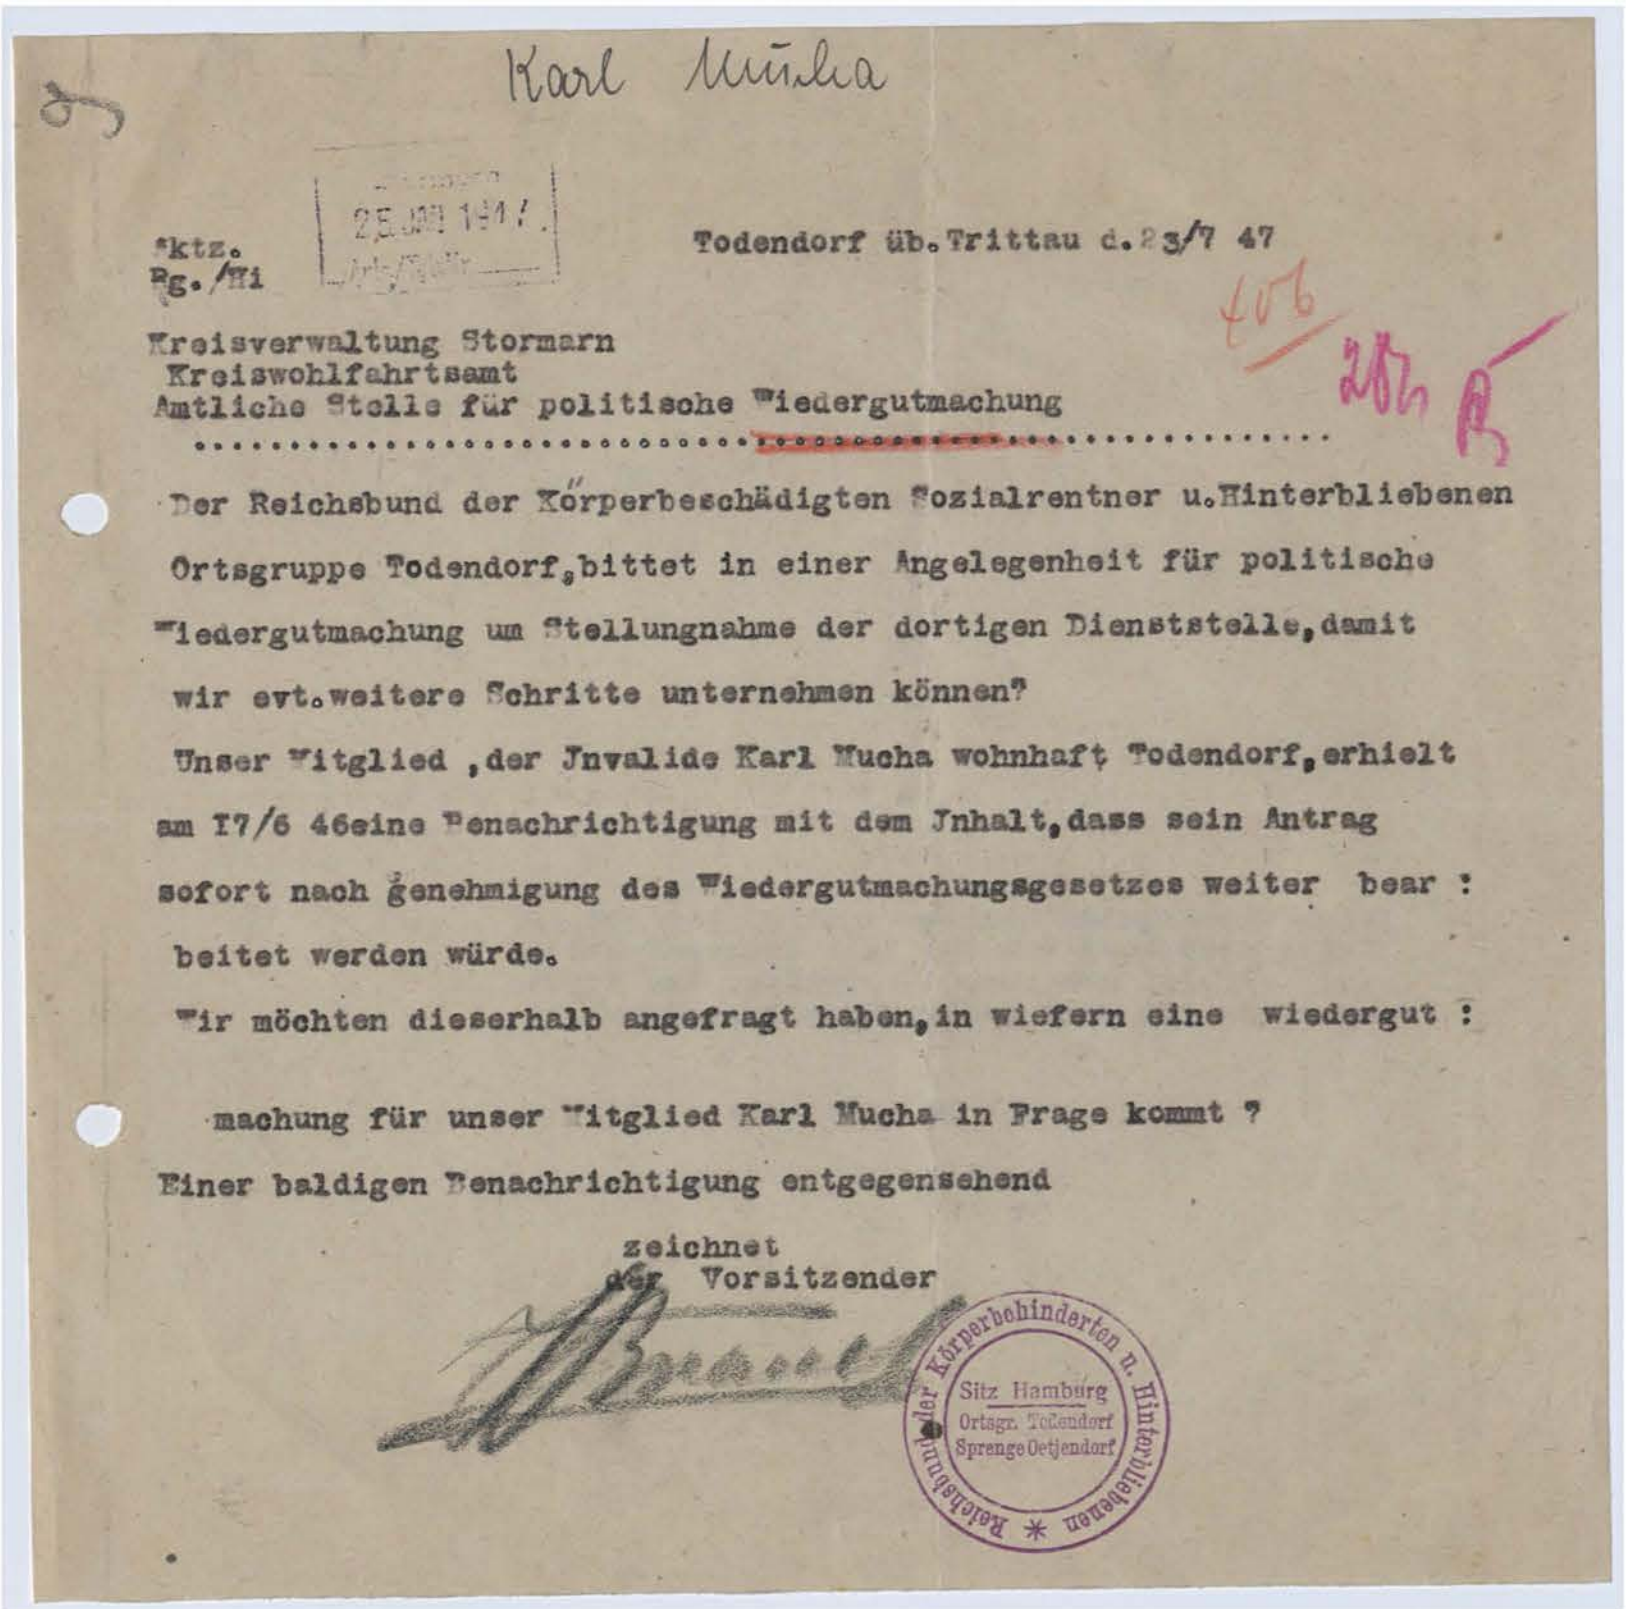 Karl Mucha
25 JAN 1947.
Aktz.
Bg./Hi
Todendorf üb.Trittau d.23/7 47
406
Kreisverwaltung Stormarn
Kreiswohlfahrtsamt
Amtliche Stelle für politische Wiedergutmachung
Der Reichsbund der Körperbeschädigten Sozialrentner u.Hinterbliebenen
Ortsgruppe Todendorf,bittet in einer Angelegenheit für politische
Wiedergutmachung um Stellungnahme der dortigen Dienststelle,damit
wir evt.weitere Schritte unternehmen können?
Unser Mitglied ,der Jnvalide Karl Mucha wohnhaft Todendorf,erhielt
am I7/6 46eine Benachrichtigung mit dem Jnhalt,dass sein Antrag
sofort nach genehmigung des Wiedergutmachungsgesetzes weiter bear :
beitet werden würde.
Wir möchten dieserhalb angefragt haben,in wiefern eine wiedergut :
machung für unser Mitglied Karl Mucha in Frage kommt ?
Einer baldigen Benachrichtigung entgegensehend
zeichnet
der Vorsitzender
Reichsbund der Körperbehinderten u. Hinterbliebenen *
Sitz Hamburg
Ortsgr. Todendorf
Sprenge Oetjendorf